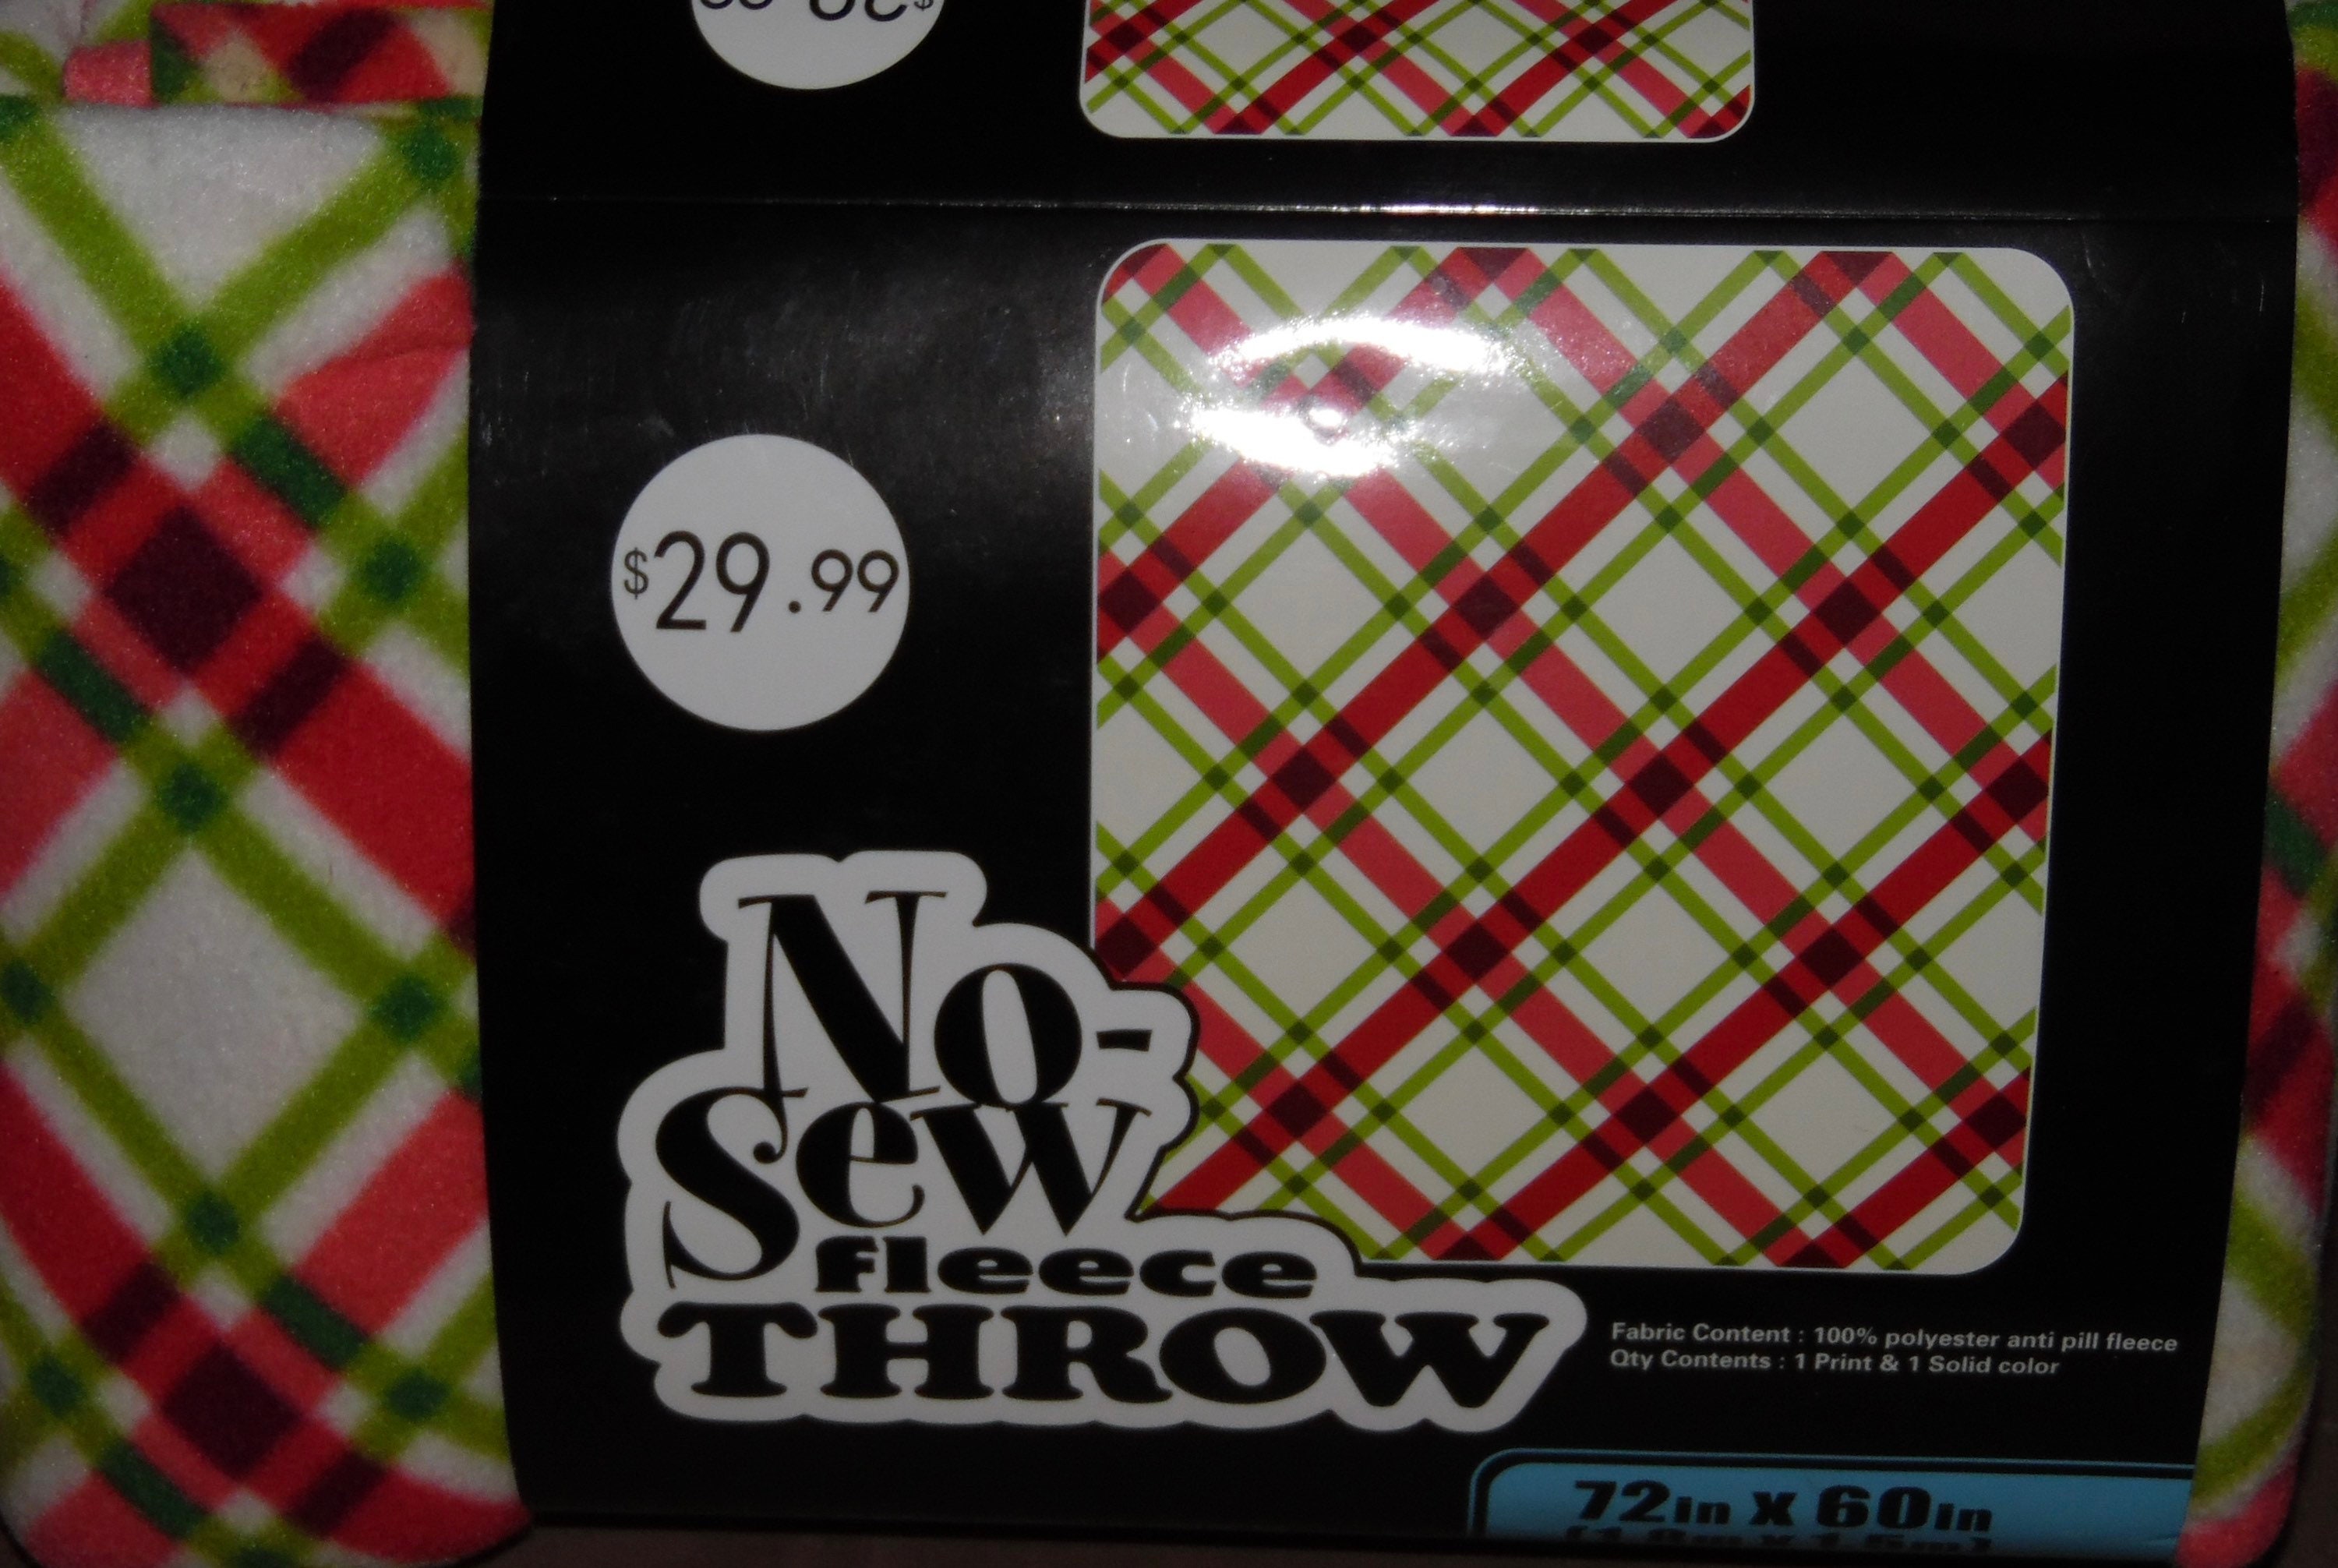 $29.99
No-
Sew
fleece
THROW
Fabric Content : 100% polyester anti pill fleece
Qty Contents : 1 Print & 1 Solid color
72in X 60in